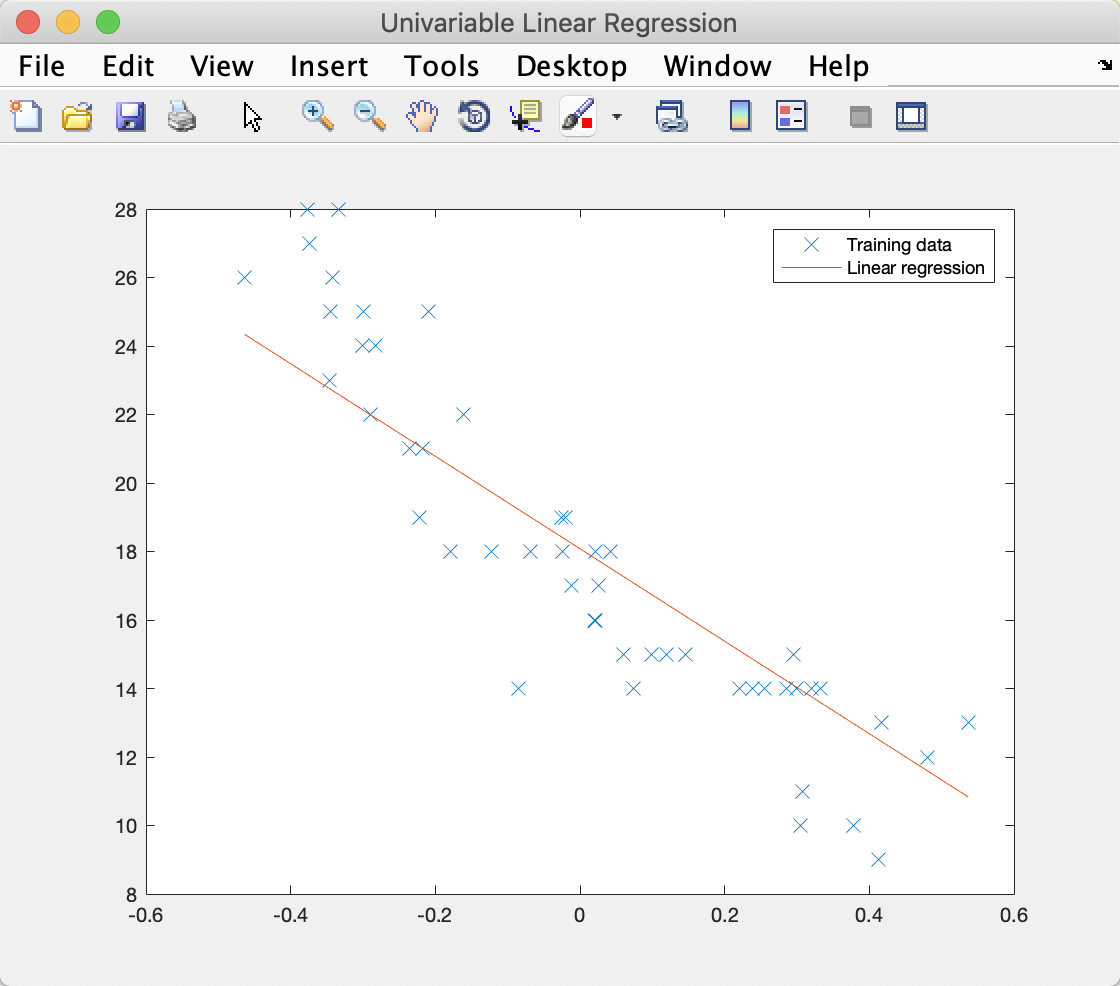 Univariable Linear Regression
File Edit View Insert Tools Desktop Window Help
28
26
24
22
20
18
16
14
12
10
8
-0.6 -0.4 -0.2 0 0.2 0.4 0.6
Training data
Linear regression